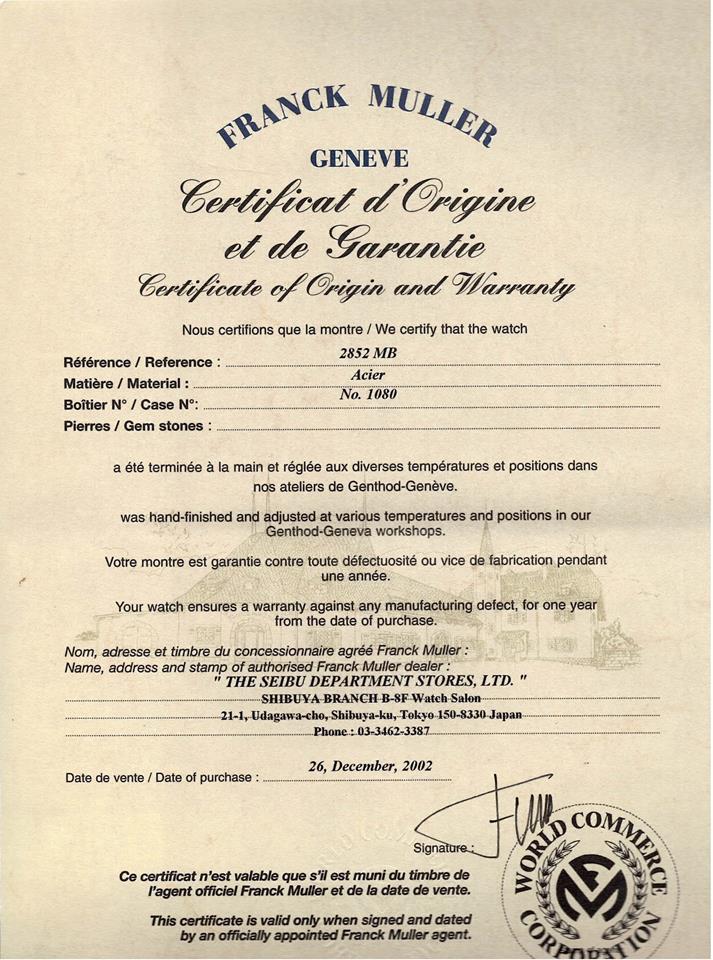 FRANCK MULLER
GENEVE
Certificat d'Origine
et de Garantie
Certificate of Origin and Warranty
Nous certifions que la montre / We certify that the watch
Référence / Reference : 2852 MB
Matière / Material : Acier
Boîtier N° / Case N°: No. 1080
Pierres / Gem stones :
a été terminée à la main et réglée aux diverses températures et positions dans
nos ateliers de Genthod-Genève.
was hand-finished and adjusted at various temperatures and positions in our
Genthod-Geneva workshops.
Votre montre est garantie contre toute défectuosité ou vice de fabrication pendant
une année.
Your watch ensures a warranty against any manufacturing defect, for one year
from the date of purchase.
Nom, adresse et timbre du concessionnaire agréé Franck Muller :
Name, address and stamp of authorised Franck Muller dealer :
" THE SEIBU DEPARTMENT STORES, LTD. "
SHIBUYA BRANCH B-8F Watch Salon
21-1, Udagawa-cho, Shibuya-ku, Tokyo 150-8330 Japan
Phone : 03-3462-3387
Date de vente / Date of purchase : 26, December, 2002
Signature :
WORLD COMMERCE
CORPORATION
FM
Ce certificat n'est valable que s'il est muni du timbre de
l'agent officiel Franck Muller et de la date de vente.
This certificate is valid only when signed and dated
by an officially appointed Franck Muller agent.